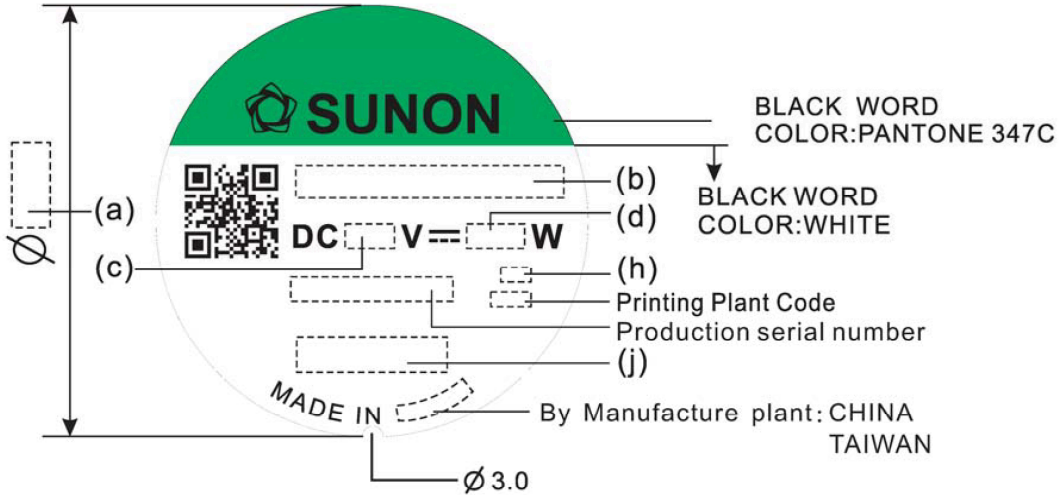 SUNON
BLACK WORD
COLOR:PANTONE 347C
(b)
BLACK WORD
COLOR:WHITE
(a)
Ø
(d)
DC V⎓ W
(c)
(h)
Printing Plant Code
Production serial number
(j)
MADE IN
By Manufacture plant: CHINA
TAIWAN
Ø 3.0